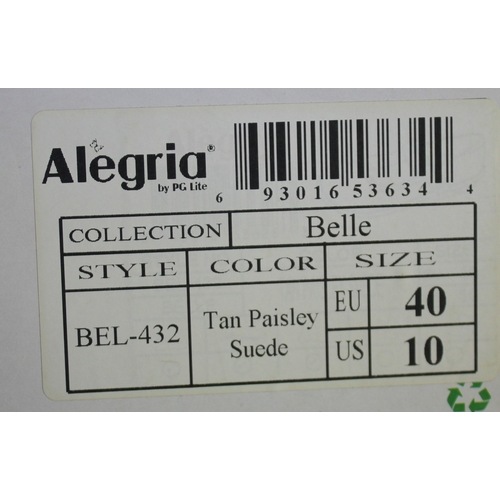 Alegria®
by PG Lite
6 93016 53634 4
COLLECTION Belle
STYLE COLOR SIZE
BEL-432 Tan Paisley Suede EU 40
US 10